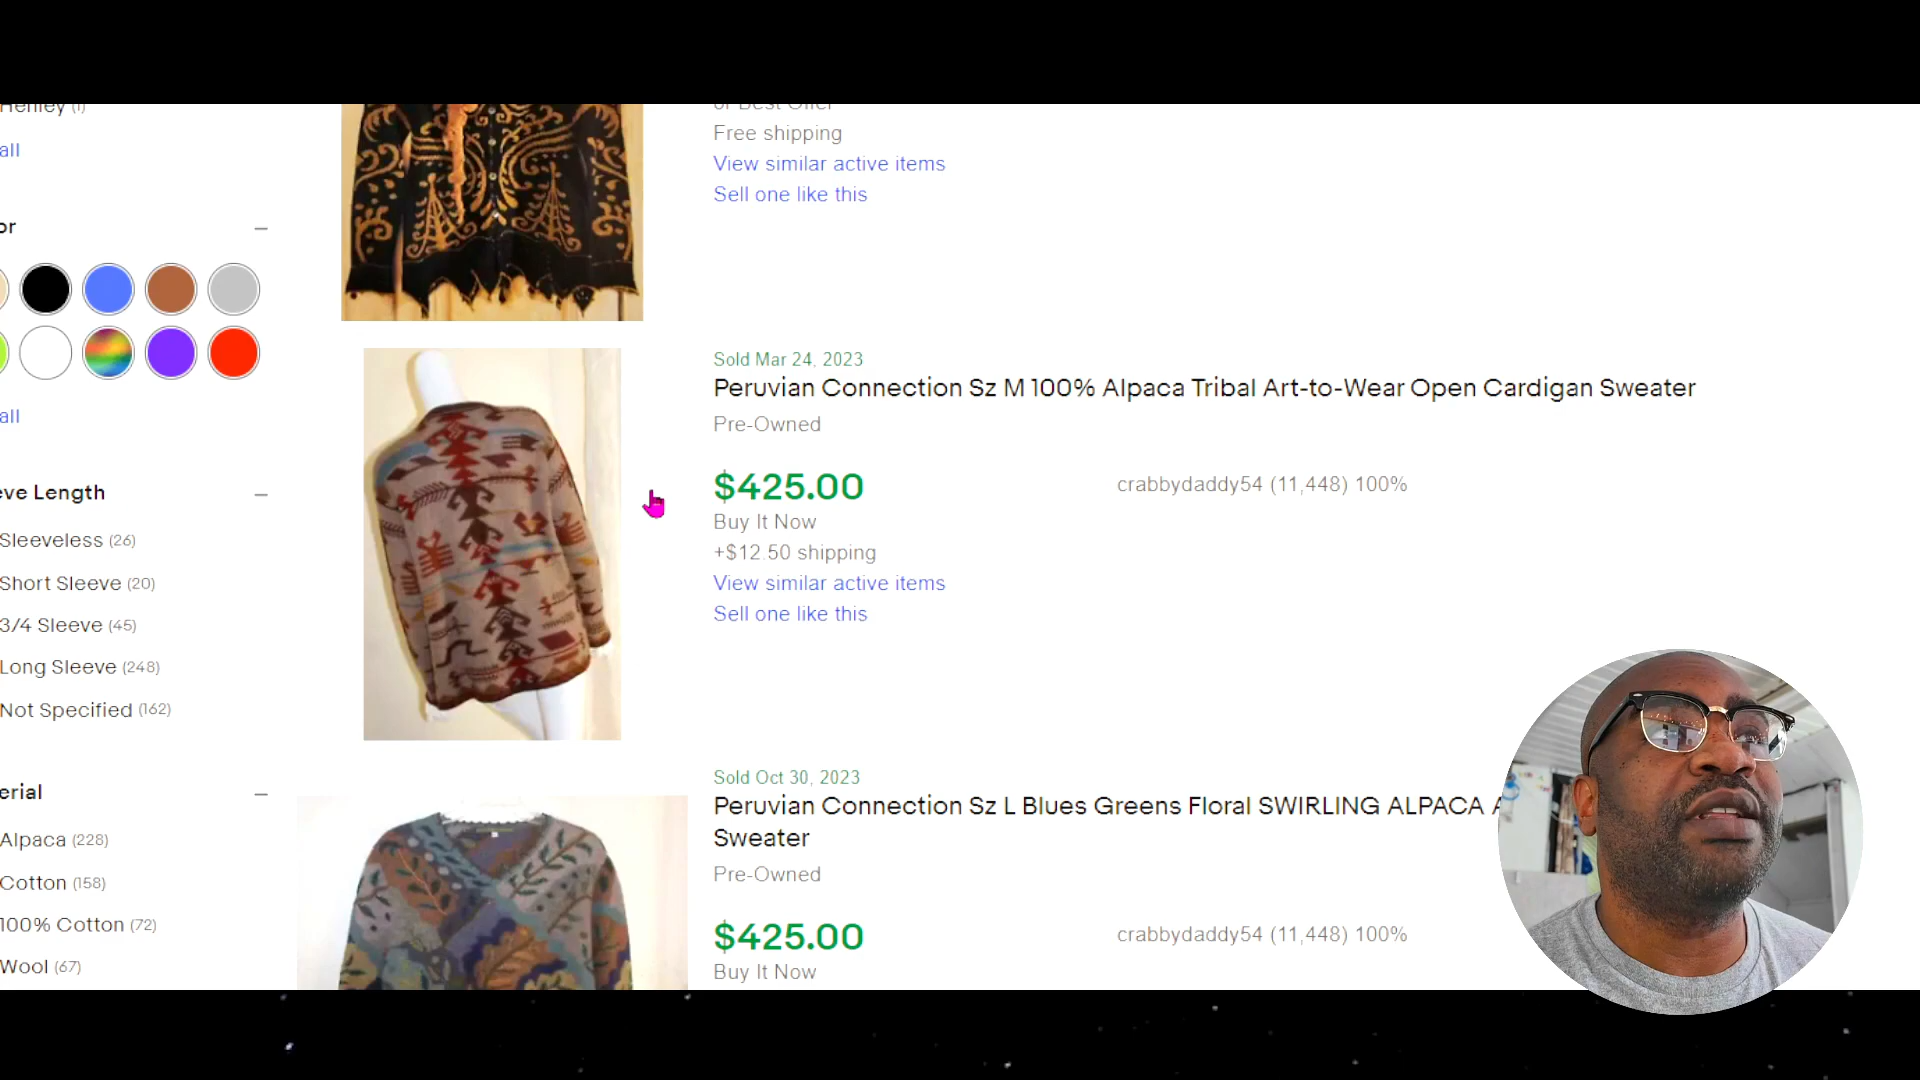 Henley (1)
all
or
eve Length
Sleeveless (26)
Short Sleeve (20)
3/4 Sleeve (45)
Long Sleeve (248)
Not Specified (162)
all
erial
Alpaca (228)
Cotton (158)
100% Cotton (72)
Wool (67)
or Best Offer
Free shipping
View similar active items
Sell one like this
Sold Mar 24, 2023
Peruvian Connection Sz M 100% Alpaca Tribal Art-to-Wear Open Cardigan Sweater
Pre-Owned
$425.00
crabbydaddy54 (11,448) 100%
Buy It Now
+$12.50 shipping
View similar active items
Sell one like this
Sold Oct 30, 2023
Peruvian Connection Sz L Blues Greens Floral SWIRLING ALPACA
Sweater
Pre-Owned
$425.00
crabbydaddy54 (11,448) 100%
Buy It Now